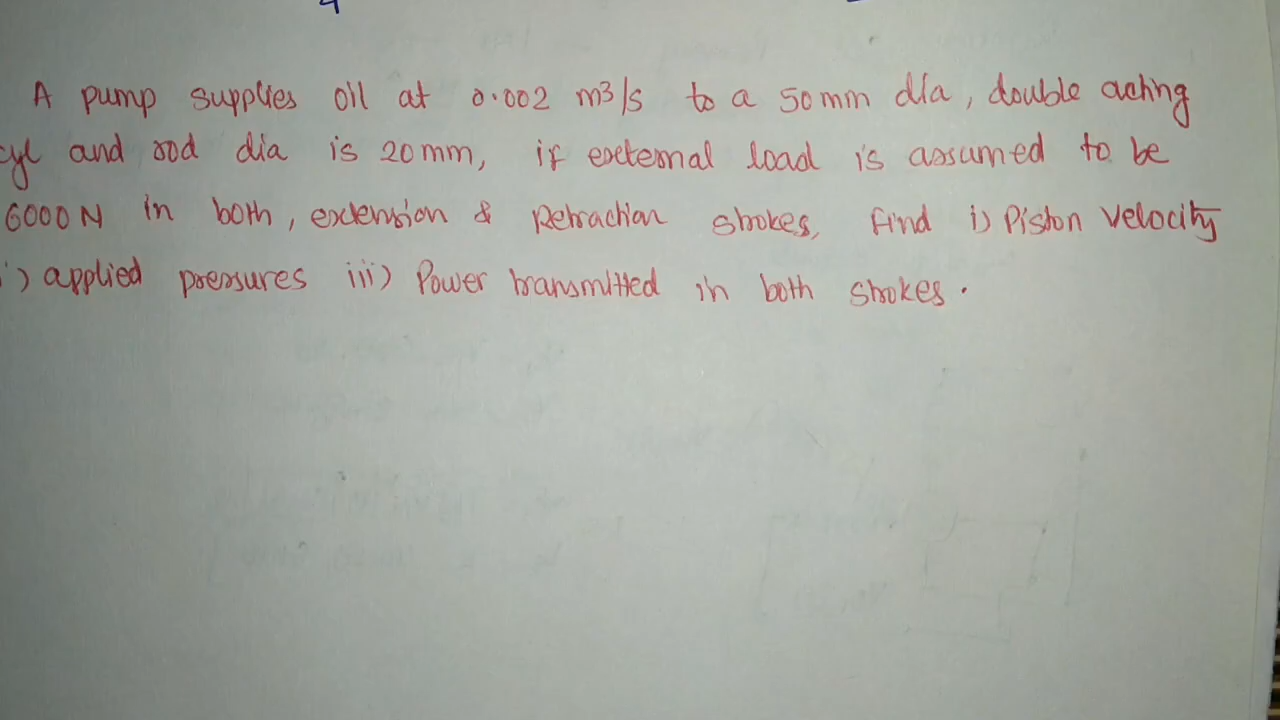 A pump supplies oil at 0.002 m3/s to a 50mm dia, double acting
cyl and rod dia is 20mm, if external load is assumed to be
6000N in both, extension & Retraction strokes, Find i) Piston Velocity
i) applied pressures iii) Power transmitted in both strokes.